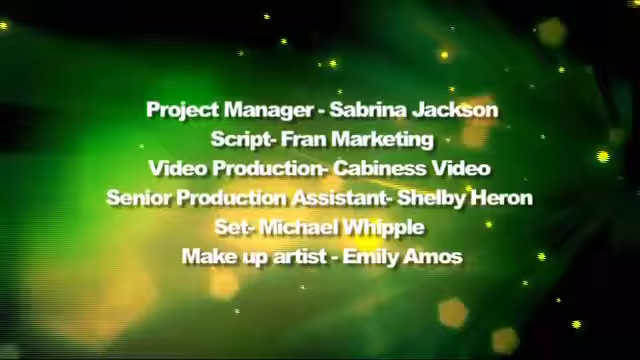 Project Manager - Sabrina Jackson
Script- Fran Marketing
Video Production- Cabiness Video
Senior Production Assistant- Shelby Heron
Set- Michael Whipple
Make up artist - Emily Amos